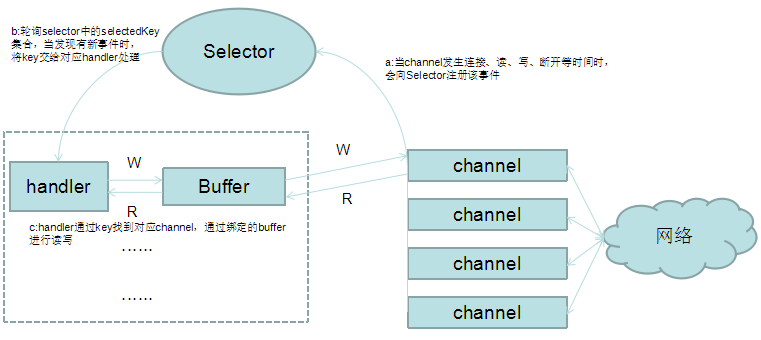 b:轮询selector中的selectedKey
集合，当发现有新事件时，
将key交给对应handler处理
Selector
a:当channel发生连接、读、写、断开等时间时，
会向Selector注册该事件
handler
W
R
Buffer
W
R
channel
channel
channel
channel
网络
c:handler通过key找到对应channel，通过绑定的buffer
进行读写
……
……